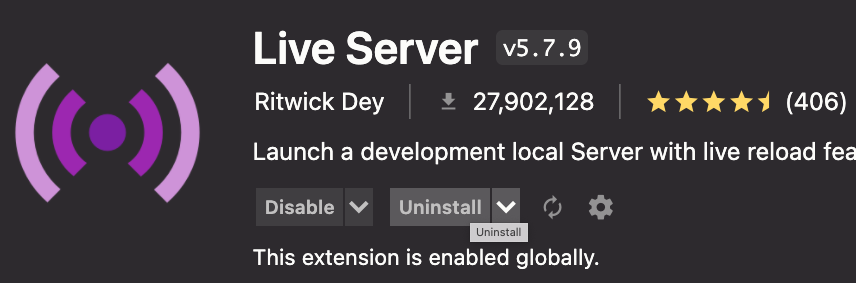 Live Server v5.7.9
Ritwick Dey 27,902,128 (406)
Launch a development local Server with live reload fea
Disable Uninstall
Uninstall
This extension is enabled globally.